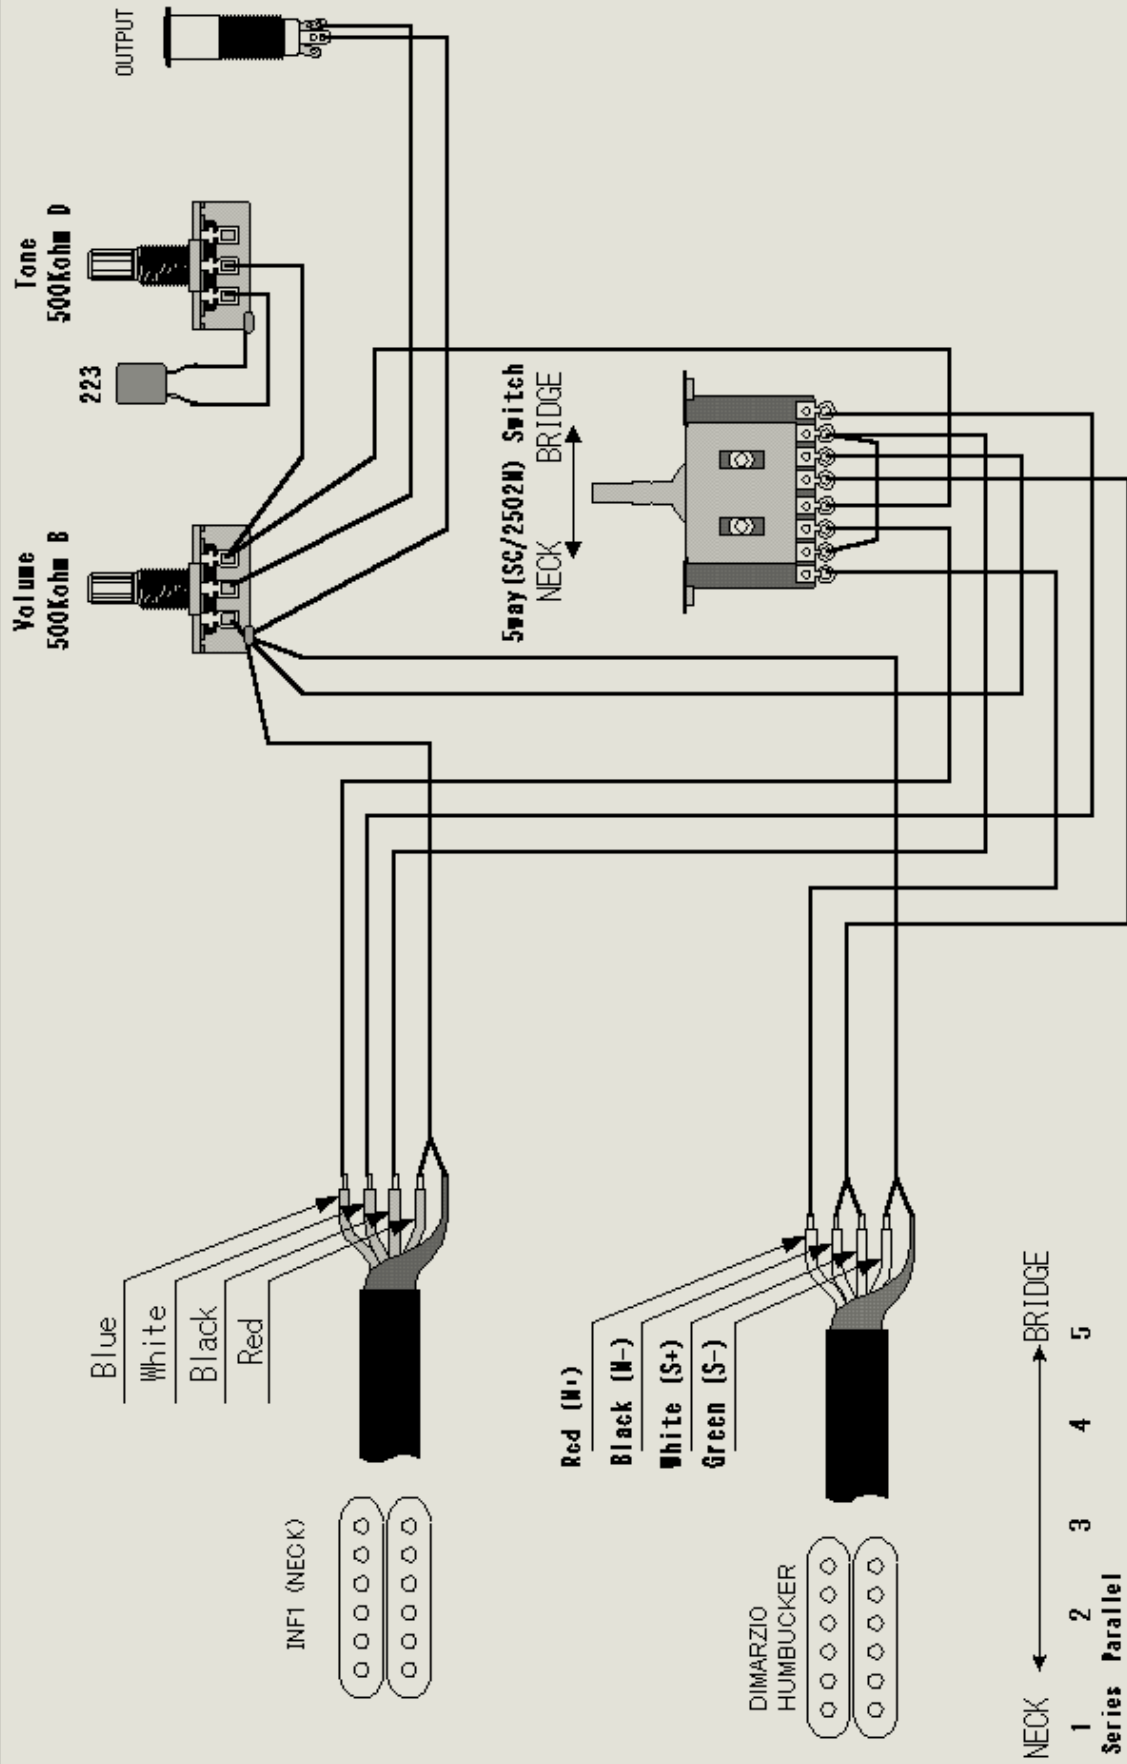 OUTPUT
Tone
500Kohm D
223
Volume
500Kohm B
5way(SC/2502N) Switch
NECK BRIDGE
Blue
White
Black
Red
INF1 (NECK)
Red (N+)
Black (N-)
White (S+)
Green (S-)
DIMARZIO
HUMBUCKER
NECK BRIDGE
1 2 3 4 5
Series Parallel